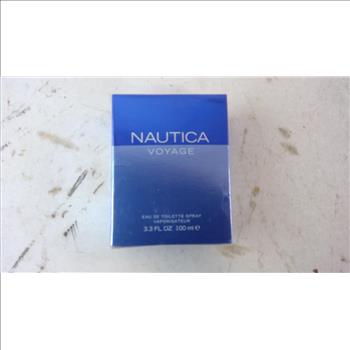 NAUTICA
VOYAGE
EAU DE TOILETTE SPRAY
VAPORISATEUR
3.3 FL OZ 100 ml ℮